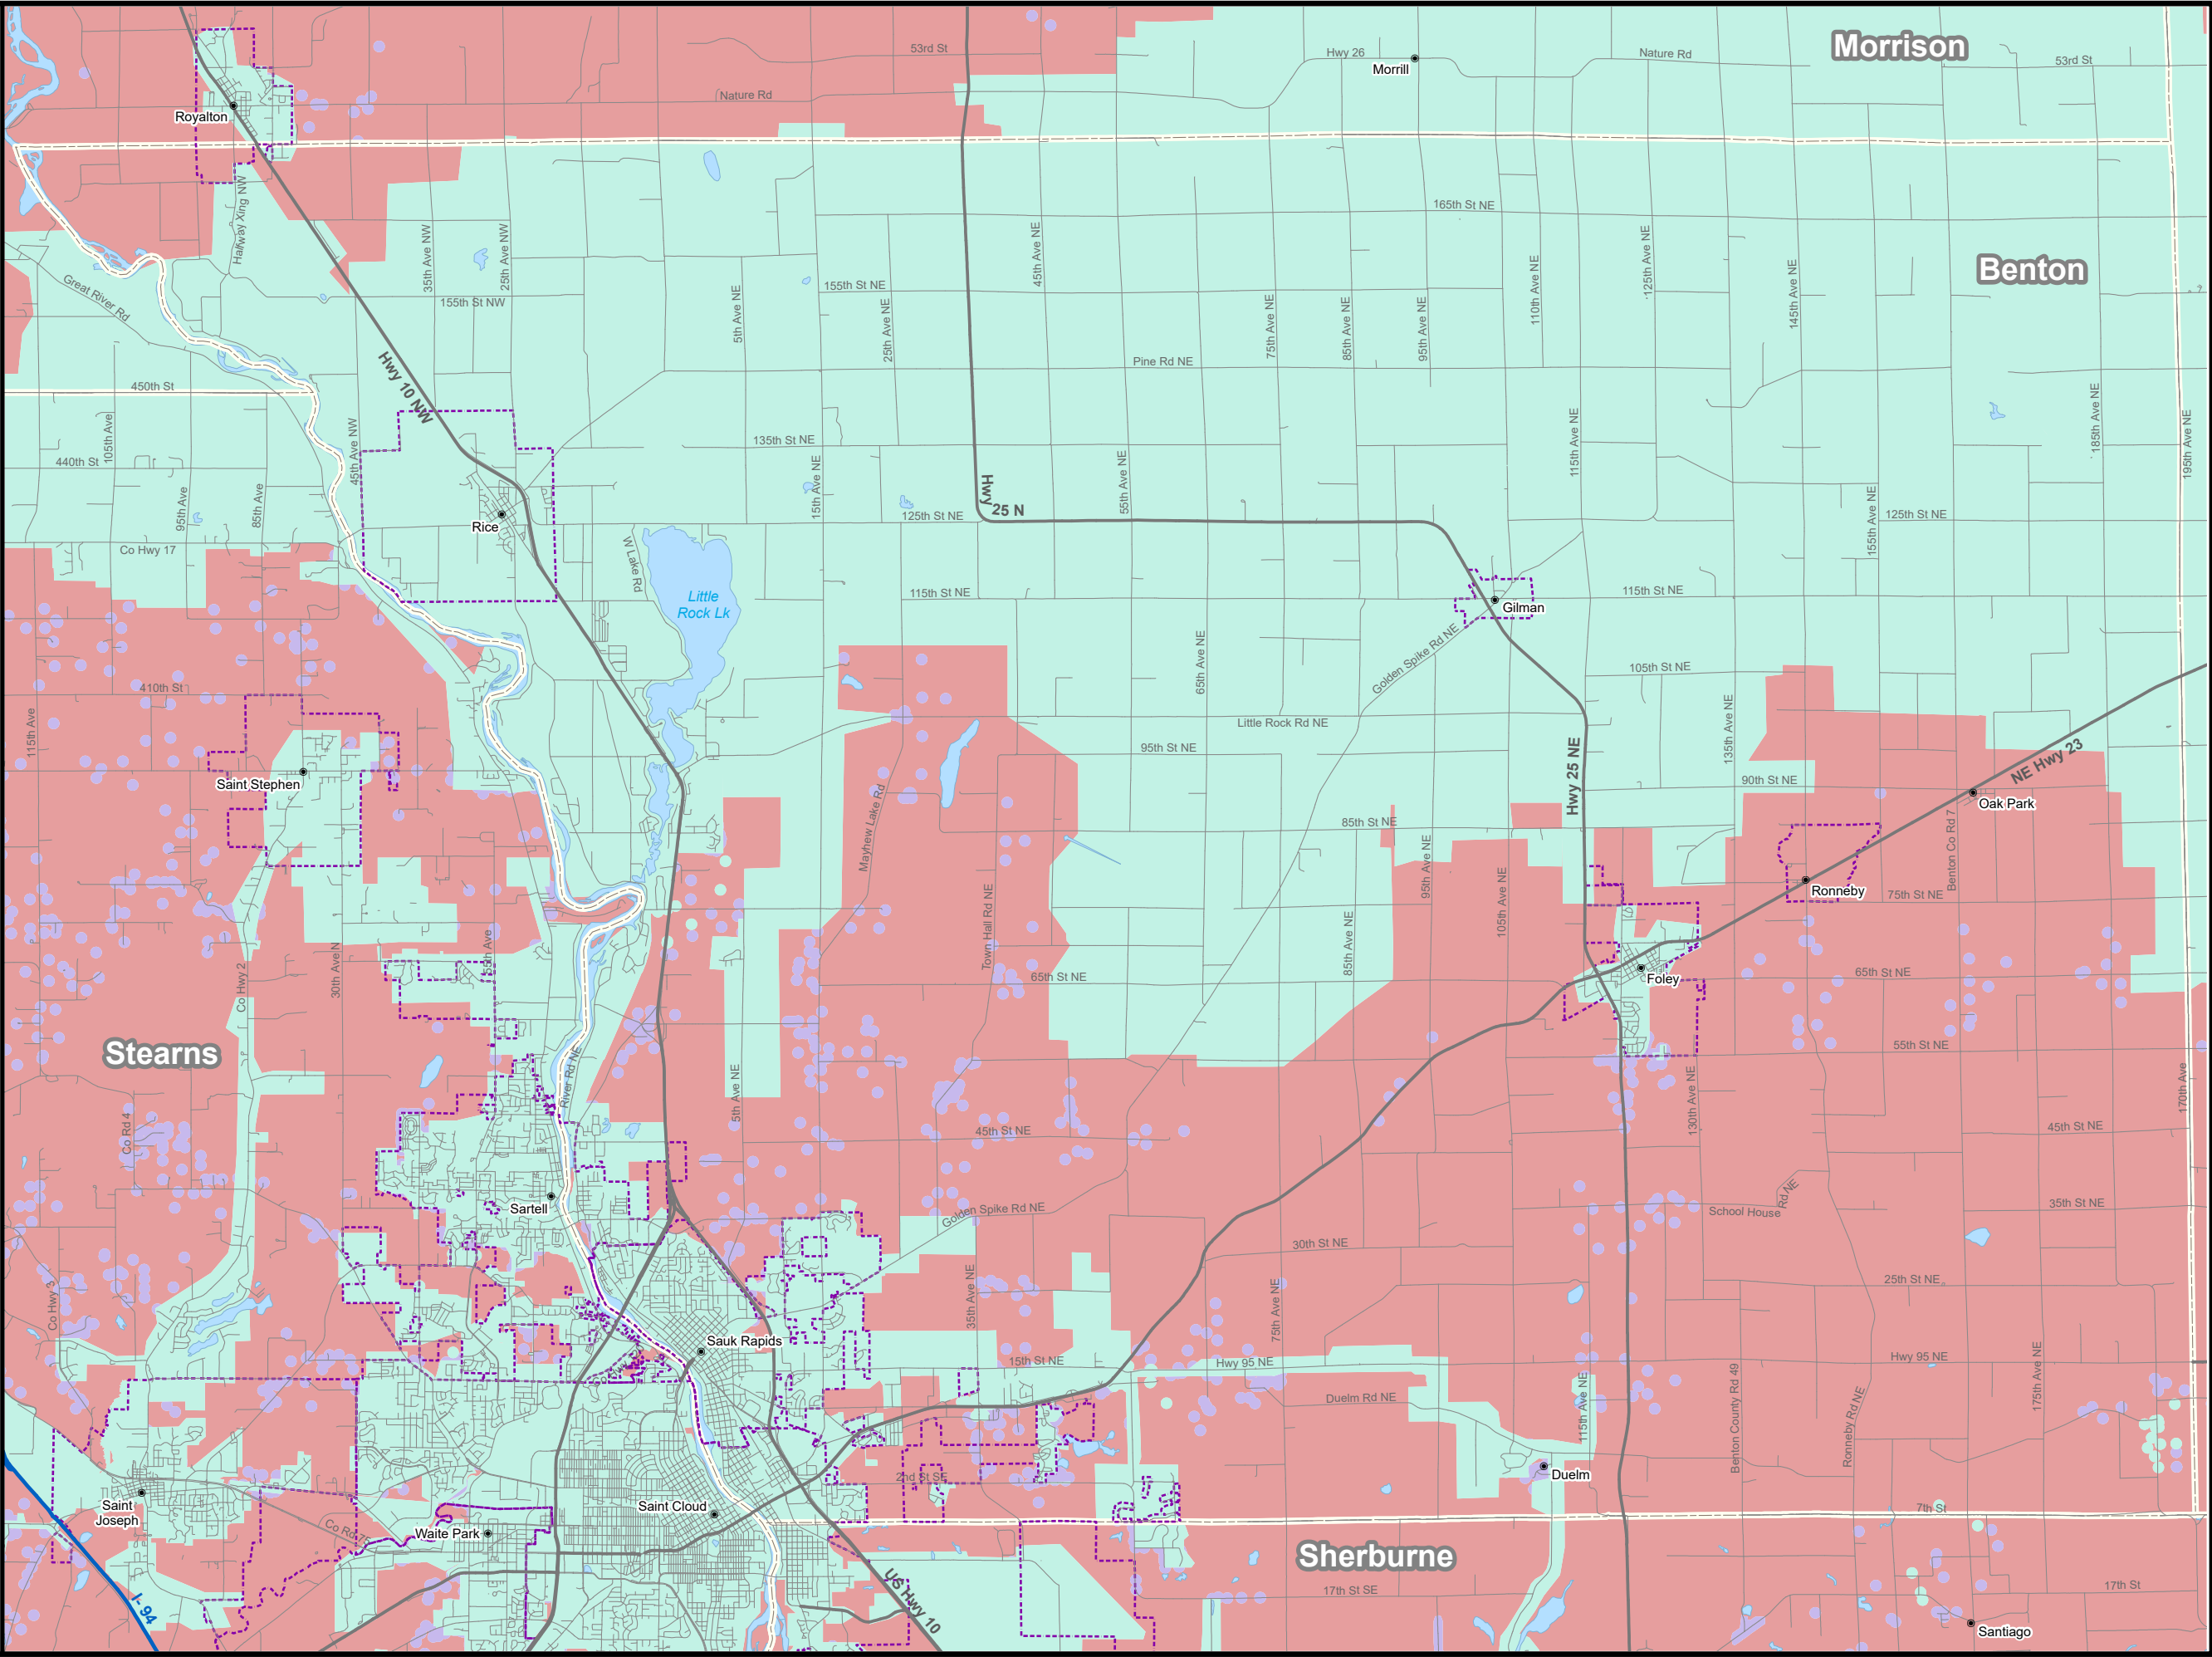 Morrison
53rd St
Hwy 26
Nature Rd
53rd St
Morrill
Nature Rd
Royalton
Halfway Xing NW
165th St NE
35th Ave NW
25th Ave NW
45th Ave NE
125th Ave NE
Benton
Great River Rd
155th St NW
155th St NE
5th Ave NE
25th Ave NE
75th Ave NE
85th Ave NE
95th Ave NE
110th Ave NE
145th Ave NE
Hwy 10 NW
Pine Rd NE
450th St
105th Ave
45th Ave NW
135th St NE
115th Ave NE
185th Ave NE
195th Ave NE
440th St
95th Ave
85th Ave
15th Ave NE
55th Ave NE
Hwy
25 N
125th St NE
155th Ave NE
125th St NE
Rice
Co Hwy 17
W Lake Rd
Little
Rock Lk
115th St NE
115th St NE
Gilman
Golden Spike Rd NE
65th Ave NE
105th St NE
410th St
115th Ave
Little Rock Rd NE
135th Ave NE
95th St NE
Hwy 25 NE
NE Hwy 23
90th St NE
Saint Stephen
Oak Park
Mayhew Lake Rd
85th St NE
95th Ave NE
Benton Co Rd 7
Ronneby
75th St NE
105th Ave NE
85th Ave NE
Town Hall Rd NE
55th Ave
30th Ave N
Co Hwy 2
65th St NE
Foley
65th St NE
Stearns
River Rd NE
55th St NE
5th Ave NE
130th Ave NE
170th Ave
Co Rd 4
45th St NE
45th St NE
Sartell
Golden Spike Rd NE
School House
Rd NE
35th St NE
30th St NE
25th St NE
Co Hwy 3
35th Ave NE
75th Ave NE
Sauk Rapids
15th St NE
Hwy 95 NE
Hwy 95 NE
Duelm Rd NE
115th Ave NE
Benton County Rd 49
Ronneby Rd NE
175th Ave NE
2nd St SE
Duelm
Saint
Joseph
Saint Cloud
Waite Park
Co Rd 75
7th St
Sherburne
17th St SE
17th St
I-94
US Hwy 10
Santiago